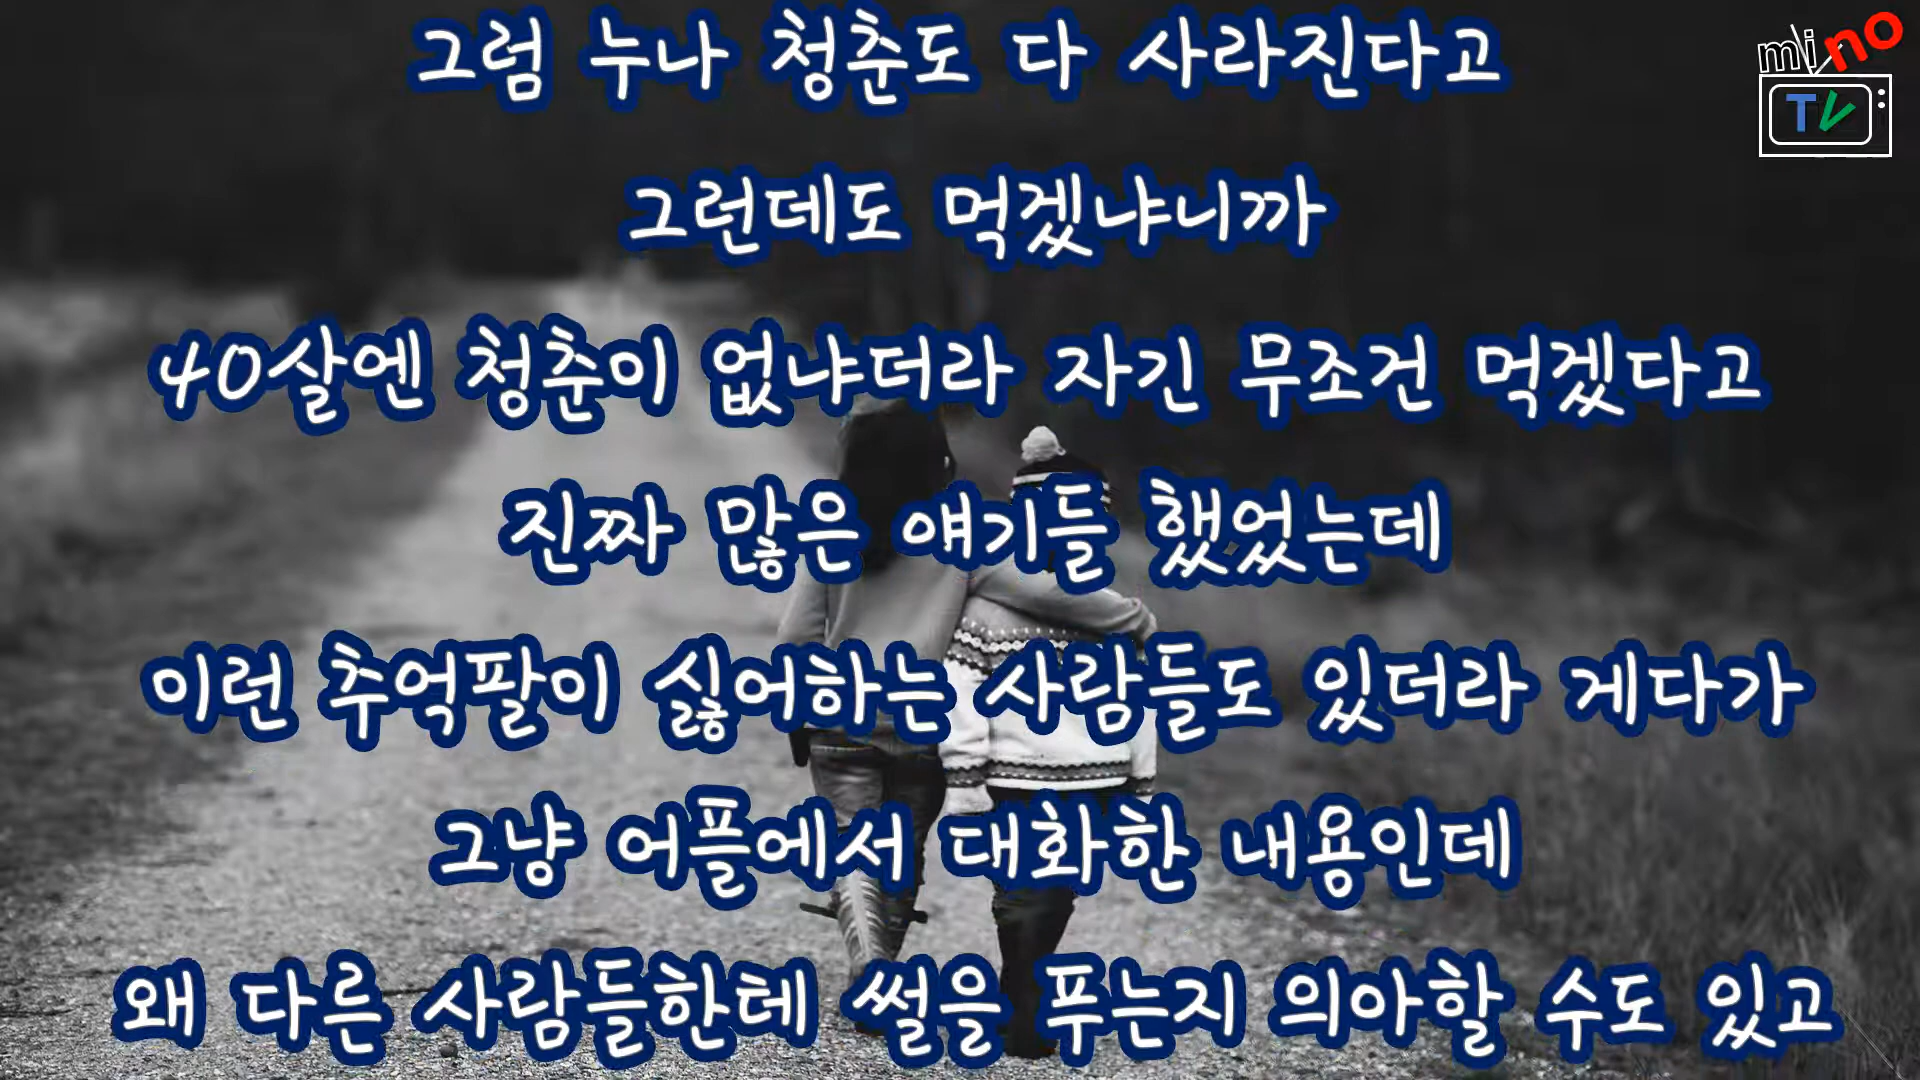 그럼 누나 청춘도 다 사라진다고
그런데도 먹겠냐니까
40살엔 청춘이 없냐더라 자긴 무조건 먹겠다고
진짜 많은 얘기들 했었는데
이런 추억팔이 싫어하는 사람들도 있더라 게다가
그냥 어플에서 대화한 내용인데
왜 다른 사람들한테 썰을 푸는지 의아할 수도 있고
mino
TV